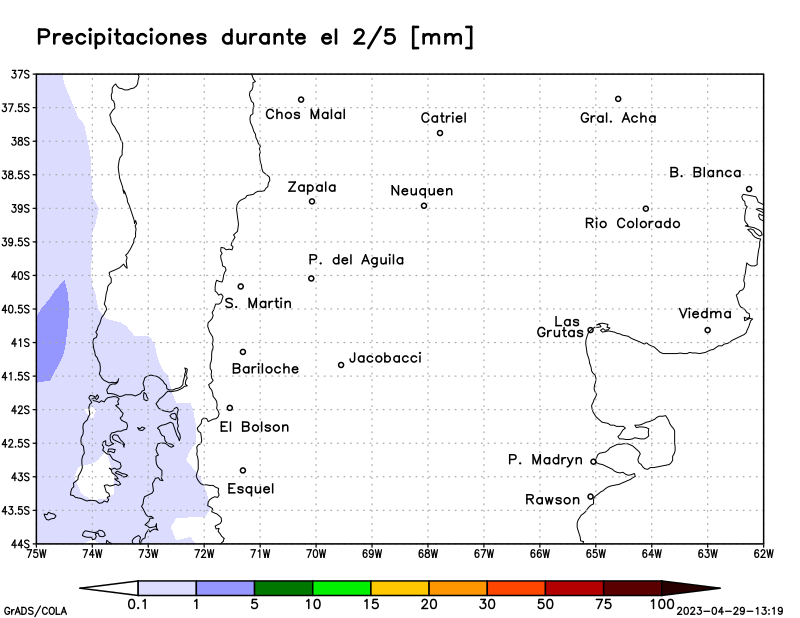 Precipitaciones durante el 2/5 [mm]
37S
37.5S
38S
38.5S
39S
39.5S
40S
40.5S
41S
41.5S
42S
42.5S
43S
43.5S
44S
Chos Malal
Catriel
Gral. Acha
B. Blanca
Zapala
Neuquen
Rio Colorado
P. del Aguila
S. Martin
Viedma
Las
Grutas
Jacobacci
Bariloche
El Bolson
P. Madryn
Esquel
Rawson
75W 74W 73W 72W 71W 70W 69W 68W 67W 66W 65W 64W 63W 62W
0.1 1 5 10 15 20 30 50 75 100
GrADS/COLA
2023-04-29-13:19